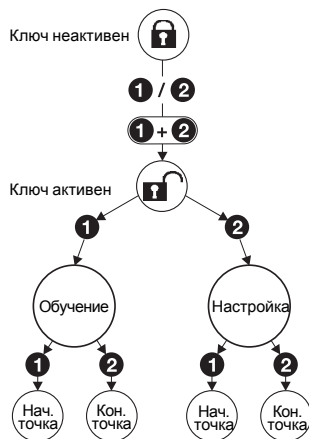 Ключ неактивен
1 / 2
1 + 2
Ключ активен
1 2
Обучение Настройка
1 2 1 2
Нач. Кон. Нач. Кон.
точка точка точка точка